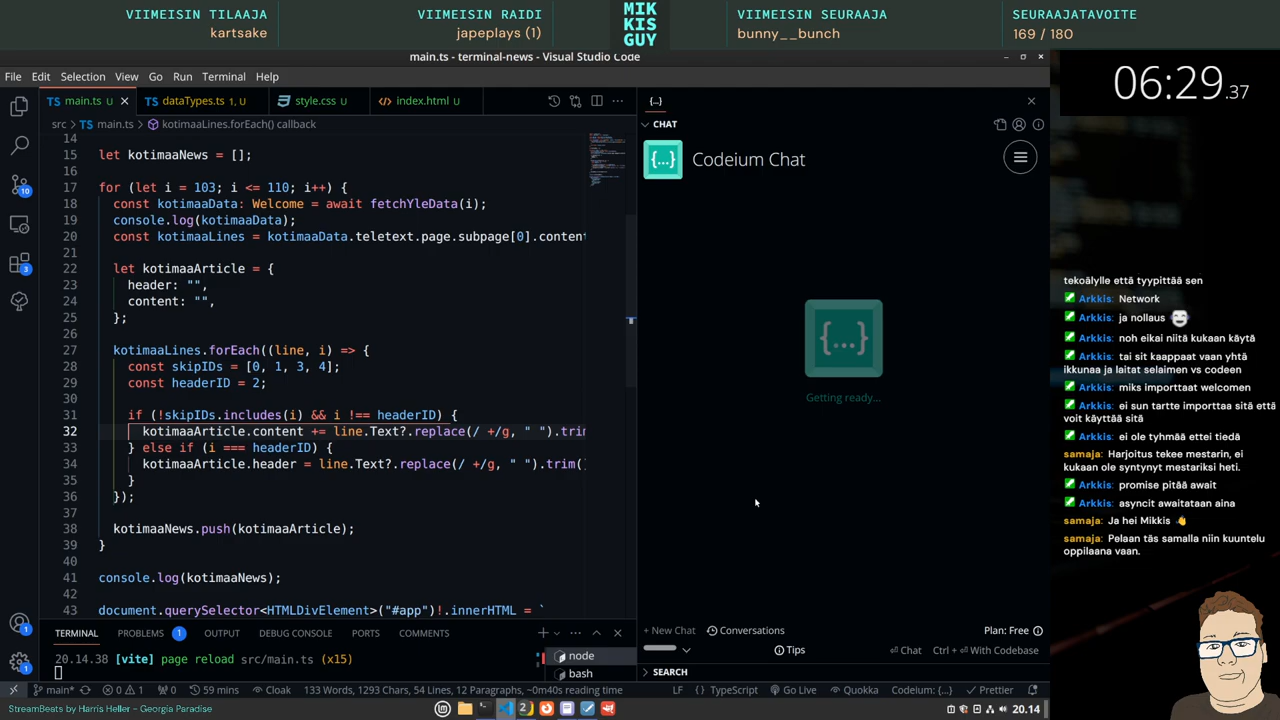 VIIMEISIN TILAAJA
kartsake
VIIMEISIN RAIDI
japeplays (1)
MIK
KIS
GUY
VIIMEISIN SEURAAJA
bunny__bunch
SEURAAJATAVOITE
169 / 180
main.ts - terminal-news - Visual Studio Code
File Edit Selection View Go Run Terminal Help
TS main.ts U
TS dataTypes.ts 1, U
style.css U
index.html U
src > TS main.ts > kotimaaLines.forEach() callback
14
15 let kotimaaNews = [];
16
17 for (let i = 103; i <= 110; i++) {
18 const kotimaaData: Welcome = await fetchYleData(i);
19 console.log(kotimaaData);
20 const kotimaaLines = kotimaaData.teletext.page.subpage[0].content
21
22 let kotimaaArticle = {
23 header: "",
24 content: "",
25 };
26
27 kotimaaLines.forEach((line, i) => {
28 const skipIDs = [0, 1, 3, 4];
29 const headerID = 2;
30
31 if (!skipIDs.includes(i) && i !== headerID) {
32 kotimaaArticle.content += line.Text?.replace(/ +/g, " ").trim
33 } else if (i === headerID) {
34 kotimaaArticle.header = line.Text?.replace(/ +/g, " ").trim(
35 }
36 });
37
38 kotimaaNews.push(kotimaaArticle);
39 }
40
41 console.log(kotimaaNews);
42
43 document.querySelector<HTMLDivElement>("#app")!.innerHTML = `
TERMINAL PROBLEMS 1 OUTPUT DEBUG CONSOLE PORTS COMMENTS
20.14.38 [vite] page reload src/main.ts (x15)
node
bash
{...}
CHAT
{...} Codeium Chat
{...}
Getting ready...
+ New Chat Conversations Plan: Free
Tips Chat Ctrl + With Codebase
SEARCH
main* 0 1 0 59 mins Cloak 133 Words, 1293 Chars, 54 Lines, 12 Paragraphs, ~0m40s reading time LF {} TypeScript Go Live Quokka Codeium: {...} Prettier
StreamBeats by Harris Heller – Georgia Paradise
20.14
06:29.37
tekoälylle että tyypittää sen
Arkkis: Network
Arkkis: ja nollaus
Arkkis: noh eikai niitä kukaan käytä
Arkkis: tai sit kaappaat vaan yhtä
ikkunaa ja laitat selaimen vs codeen
Arkkis: miks importtaat welcomen
Arkkis: ei sun tartte importtaa sitä että
voit käyttää sitä
Arkkis: ei ole tyhmää ettei tiedä
samaja: Harjoitus tekee mestarin, ei
kukaan ole syntynyt mestariksi heti.
Arkkis: promise pitää await
Arkkis: asyncit awaitataan aina
samaja: Ja hei Mikkis
samaja: Pelaan täs samalla niin kuuntelu
oppilaana vaan.